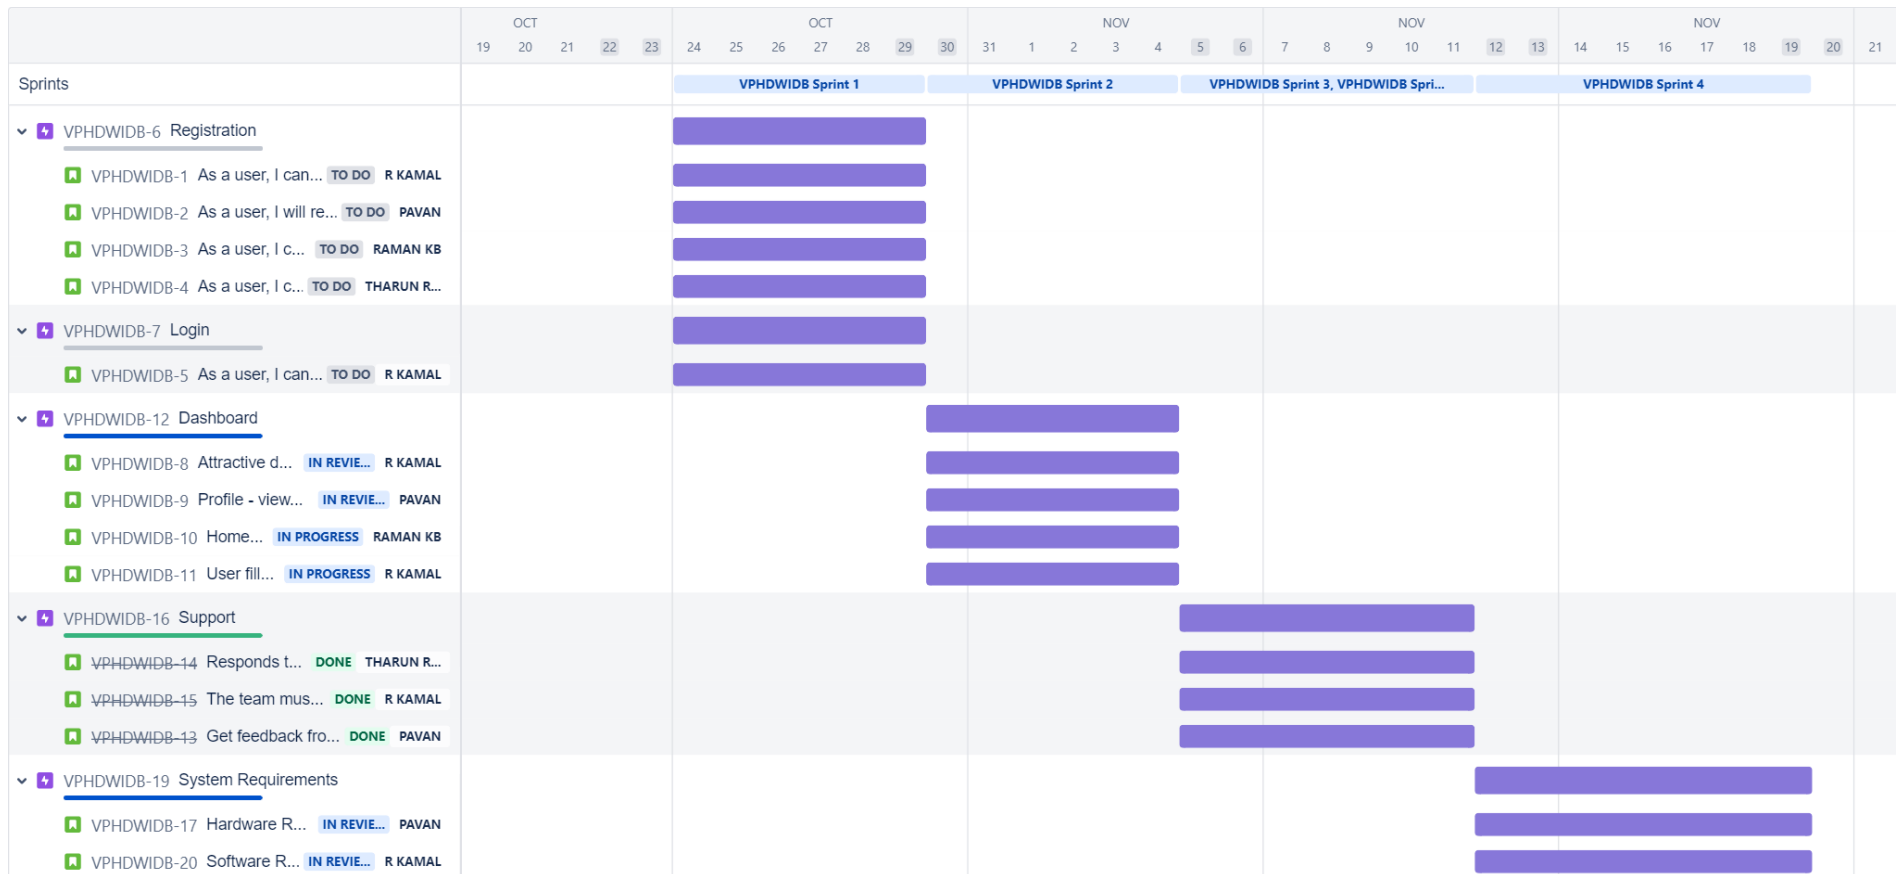 OCT OCT NOV NOV NOV
19 20 21 22 23 24 25 26 27 28 29 30 31 1 2 3 4 5 6 7 8 9 10 11 12 13 14 15 16 17 18 19 20 21
Sprints VPHDWIDB Sprint 1 VPHDWIDB Sprint 2 VPHDWIDB Sprint 3, VPHDWIDB Spri... VPHDWIDB Sprint 4
VPHDWIDB-6 Registration
VPHDWIDB-1 As a user, I can... TO DO R KAMAL
VPHDWIDB-2 As a user, I will re... TO DO PAVAN
VPHDWIDB-3 As a user, I c... TO DO RAMAN KB
VPHDWIDB-4 As a user, I c... TO DO THARUN R...
VPHDWIDB-7 Login
VPHDWIDB-5 As a user, I can... TO DO R KAMAL
VPHDWIDB-12 Dashboard
VPHDWIDB-8 Attractive d... IN REVIE... R KAMAL
VPHDWIDB-9 Profile - view... IN REVIE... PAVAN
VPHDWIDB-10 Home... IN PROGRESS RAMAN KB
VPHDWIDB-11 User fill... IN PROGRESS R KAMAL
VPHDWIDB-16 Support
VPHDWIDB-14 Responds t... DONE THARUN R...
VPHDWIDB-15 The team mus... DONE R KAMAL
VPHDWIDB-13 Get feedback fro... DONE PAVAN
VPHDWIDB-19 System Requirements
VPHDWIDB-17 Hardware R... IN REVIE... PAVAN
VPHDWIDB-20 Software R... IN REVIE... R KAMAL